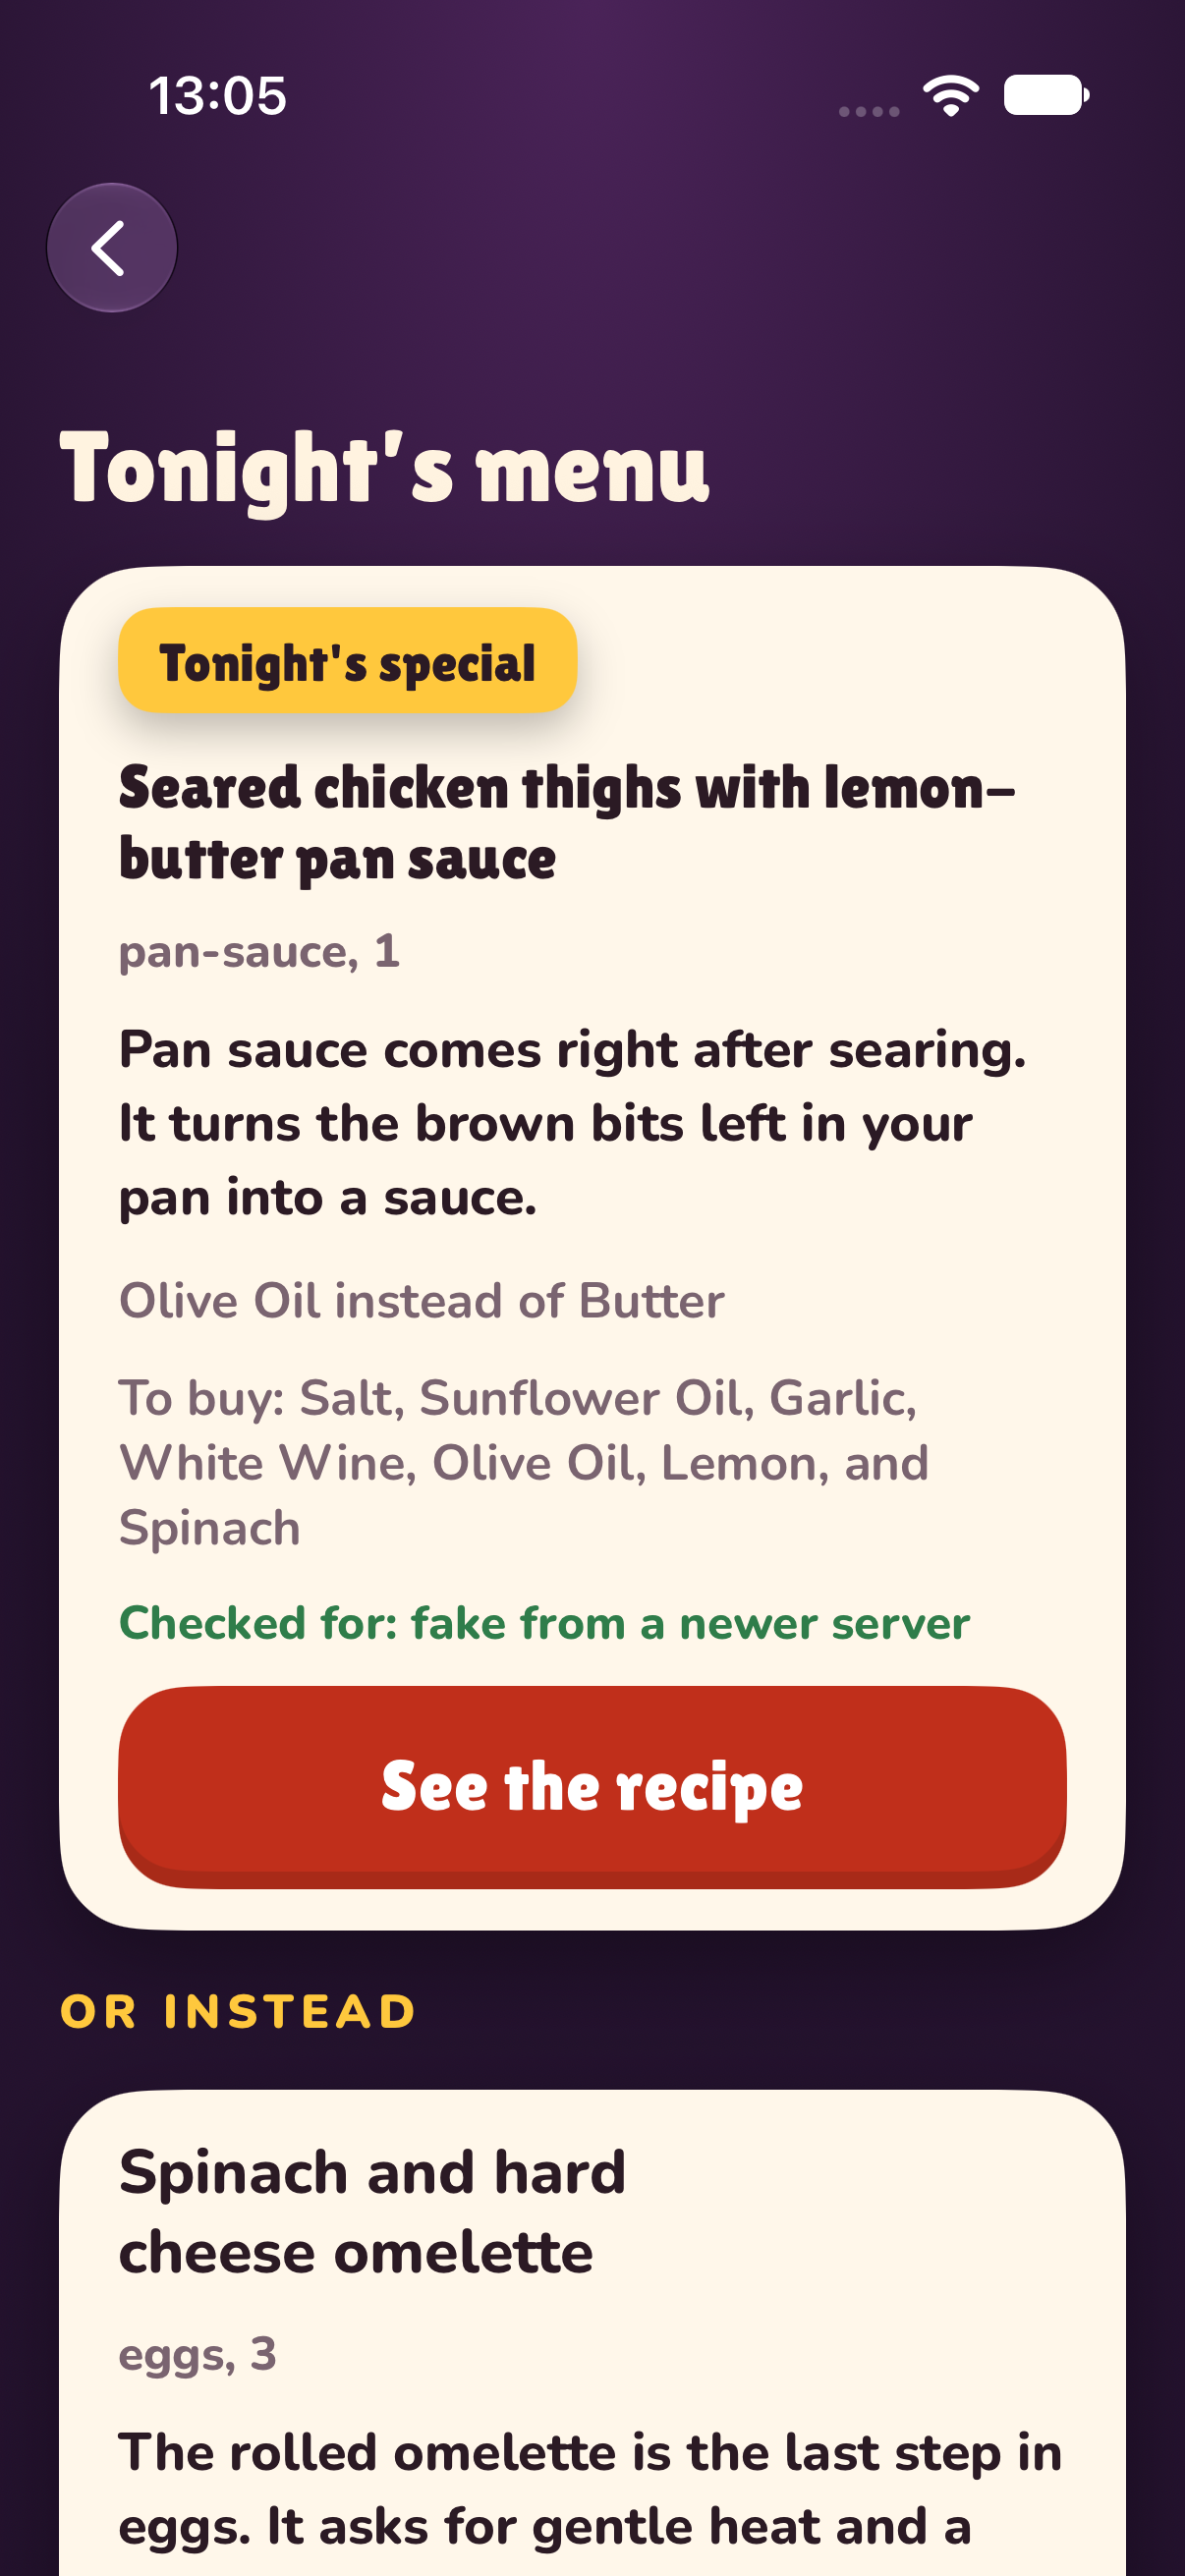 13:05
Tonight's menu
Tonight's special
Seared chicken thighs with lemon-
butter pan sauce
pan-sauce, 1
Pan sauce comes right after searing.
It turns the brown bits left in your
pan into a sauce.
Olive Oil instead of Butter
To buy: Salt, Sunflower Oil, Garlic,
White Wine, Olive Oil, Lemon, and
Spinach
Checked for: fake from a newer server
See the recipe
OR INSTEAD
Spinach and hard
cheese omelette
eggs, 3
The rolled omelette is the last step in
eggs. It asks for gentle heat and a